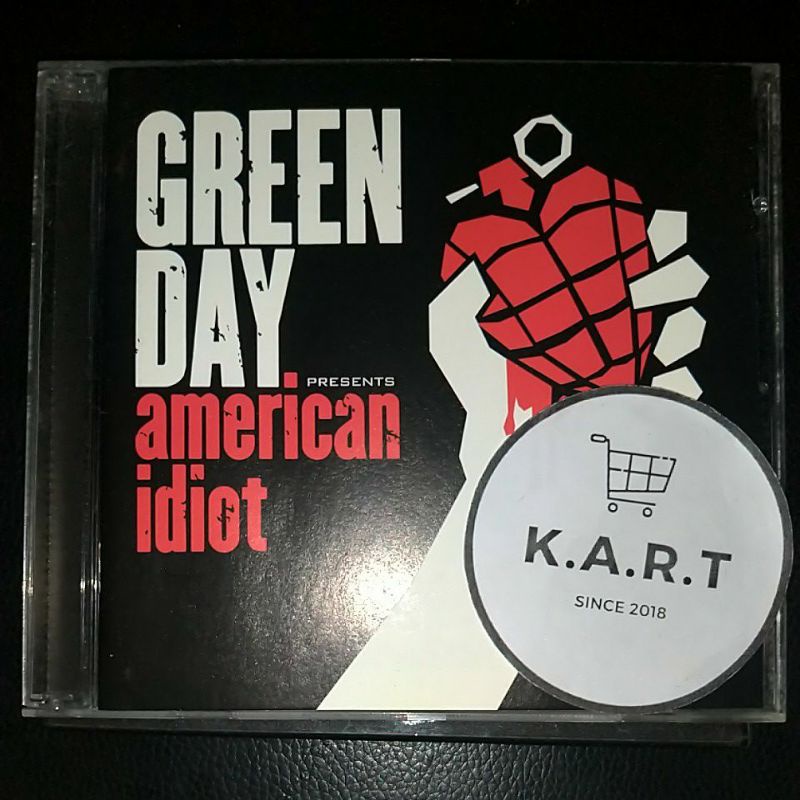 GREEN
DAY
PRESENTS
american
idiot
K.A.R.T
SINCE 2018